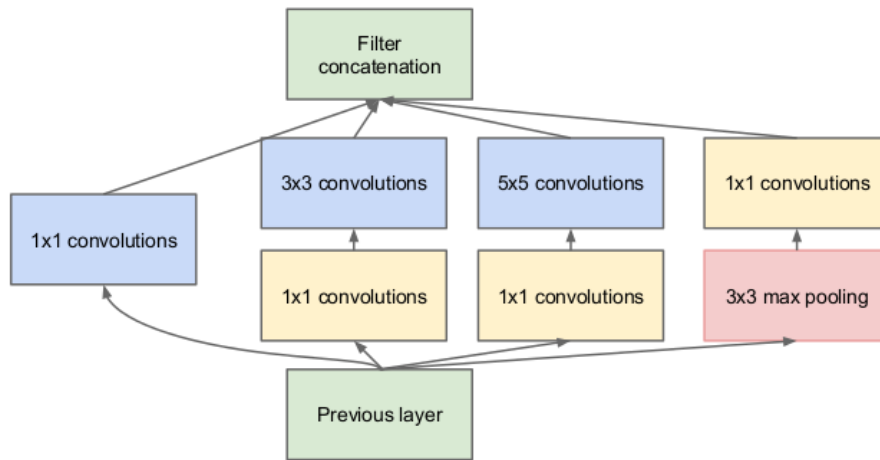 Filter
concatenation
3x3 convolutions
5x5 convolutions
1x1 convolutions
1x1 convolutions
1x1 convolutions
1x1 convolutions
3x3 max pooling
Previous layer